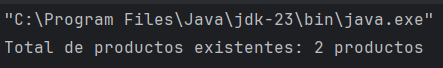 "C:\Program Files\Java\jdk-23\bin\java.exe"
Total de productos existentes: 2 productos